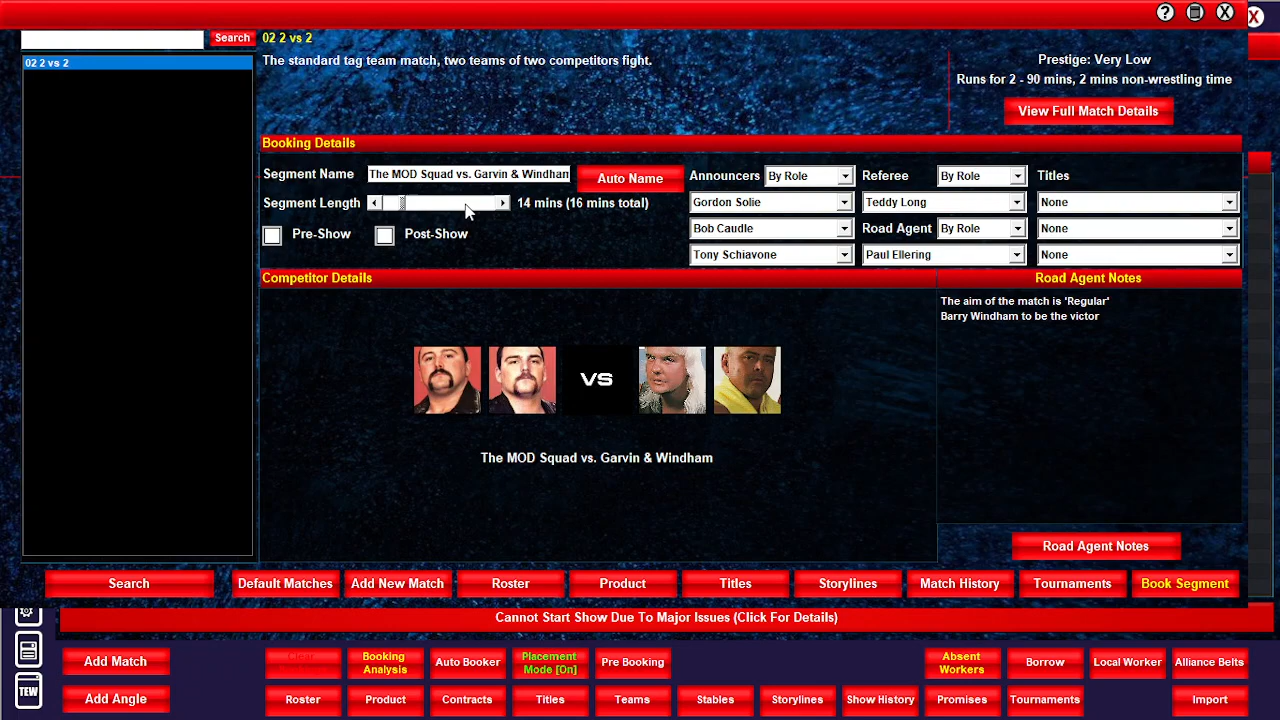 Search
02 2 vs 2
02 2 vs 2
The standard tag team match, two teams of two competitors fight.
Prestige: Very Low
Runs for 2 - 90 mins, 2 mins non-wrestling time
View Full Match Details
Booking Details
Segment Name
The MOD Squad vs. Garvin & Windhan
Auto Name
Announcers
By Role
Referee
By Role
Titles
Segment Length
14 mins (16 mins total)
Gordon Solie
Teddy Long
None
Pre-Show
Post-Show
Bob Caudle
Road Agent
By Role
None
Tony Schiavone
Paul Ellering
None
Competitor Details
Road Agent Notes
The aim of the match is 'Regular'
Barry Windham to be the victor
VS
The MOD Squad vs. Garvin & Windham
Road Agent Notes
Search
Default Matches
Add New Match
Roster
Product
Titles
Storylines
Match History
Tournaments
Book Segment
Cannot Start Show Due To Major Issues (Click For Details)
Add Match
Clear
Booking
Analysis
Auto Booker
Placement
Mode [On]
Pre Booking
Absent
Workers
Borrow
Local Worker
Alliance Belts
TEW
Add Angle
Roster
Product
Contracts
Titles
Teams
Stables
Storylines
Show History
Promises
Tournaments
Import